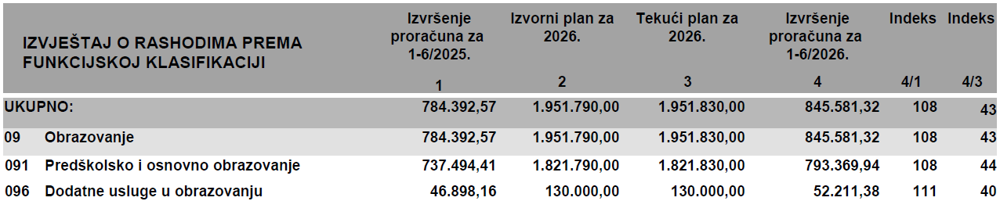 IZVJEŠTAJ O RASHODIMA PREMA FUNKCIJSKOJ KLASIFIKACIJI
Izvršenje proračuna za 1-6/2025.
Izvorni plan za 2026.
Tekući plan za 2026.
Izvršenje proračuna za 1-6/2026.
Indeks
Indeks
1 2 3 4 4/1 4/3
UKUPNO: 784.392,57 1.951.790,00 1.951.830,00 845.581,32 108 43
09 Obrazovanje 784.392,57 1.951.790,00 1.951.830,00 845.581,32 108 43
091 Predškolsko i osnovno obrazovanje 737.494,41 1.821.790,00 1.821.830,00 793.369,94 108 44
096 Dodatne usluge u obrazovanju 46.898,16 130.000,00 130.000,00 52.211,38 111 40